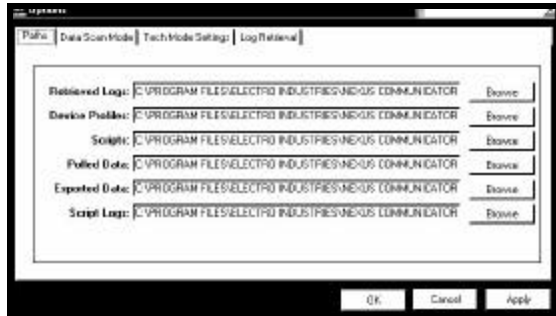 Options
Paths Data Scan Mode Tech Mode Settings Log Retrieval
Retrieved Logs: C:\PROGRAM FILES\ELECTRO INDUSTRIES\NEXUS COMMUNICATOR Browse
Device Profiles: C:\PROGRAM FILES\ELECTRO INDUSTRIES\NEXUS COMMUNICATOR Browse
Scripts: C:\PROGRAM FILES\ELECTRO INDUSTRIES\NEXUS COMMUNICATOR Browse
Polled Data: C:\PROGRAM FILES\ELECTRO INDUSTRIES\NEXUS COMMUNICATOR Browse
Exported Data: C:\PROGRAM FILES\ELECTRO INDUSTRIES\NEXUS COMMUNICATOR Browse
Script Logs: C:\PROGRAM FILES\ELECTRO INDUSTRIES\NEXUS COMMUNICATOR Browse
OK Cancel Apply